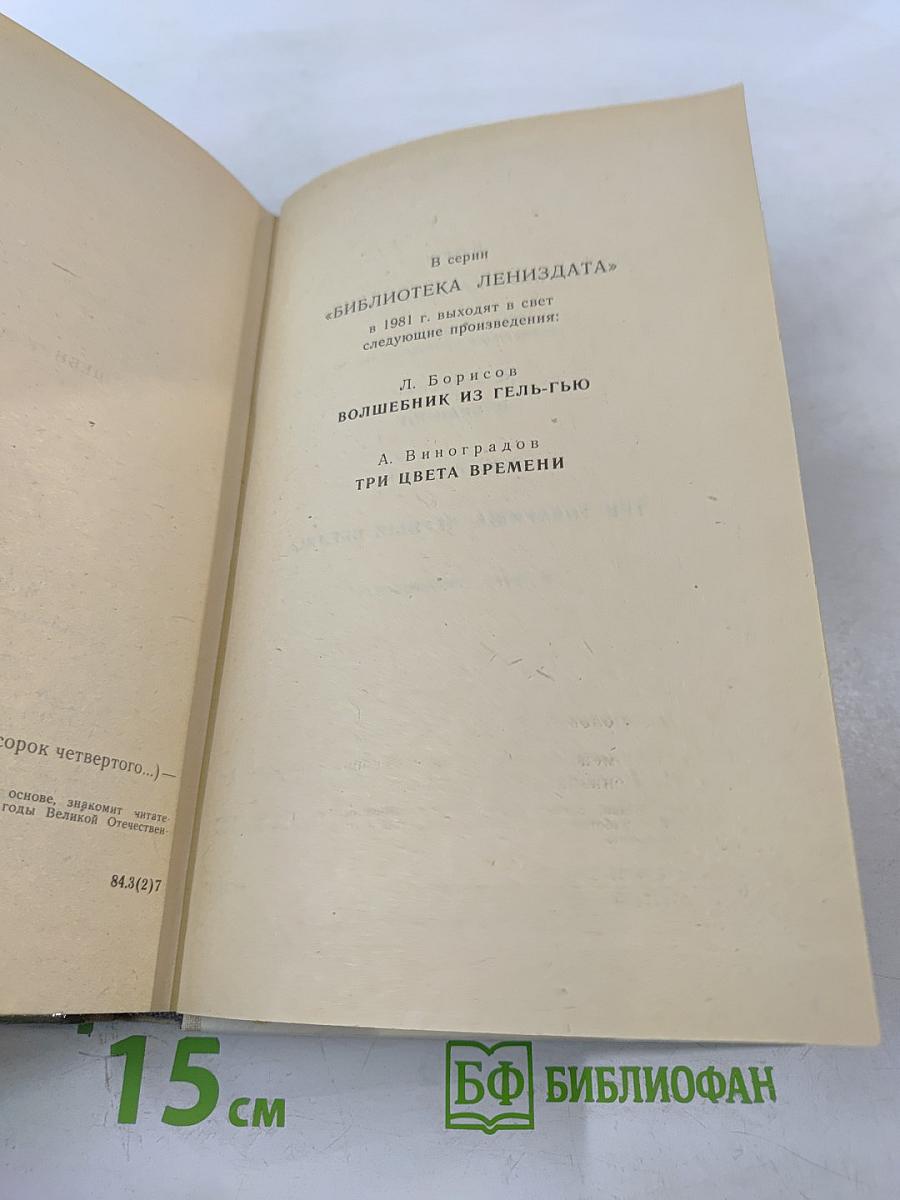 сорок четвертого...)—
основе, знакомит читате-
годы Великой Отечествен-
84.3(2)7
В серии
«БИБЛИОТЕКА ЛЕНИЗДАТА»
в 1981 г. выходят в свет
следующие произведения:
Л. Борисов
ВОЛШЕБНИК ИЗ ГЕЛЬ-ГЬЮ
А. Виноградов
ТРИ ЦВЕТА ВРЕМЕНИ
15 см
БФ БИБЛИОФАН